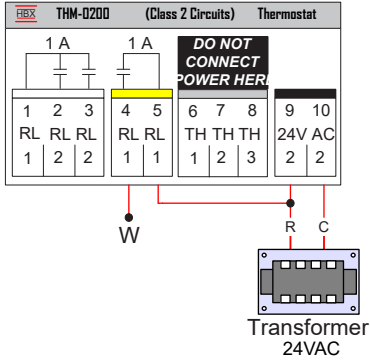 HBX THM-0200 (Class 2 Circuits) Thermostat
1 A 1 A DO NOT
CONNECT
POWER HERE
1 2 3 4 5 6 7 8 9 10
RL RL RL RL RL TH TH TH 24V AC
1 2 2 1 1 1 2 3 2 2
R C
W
Transformer
24VAC